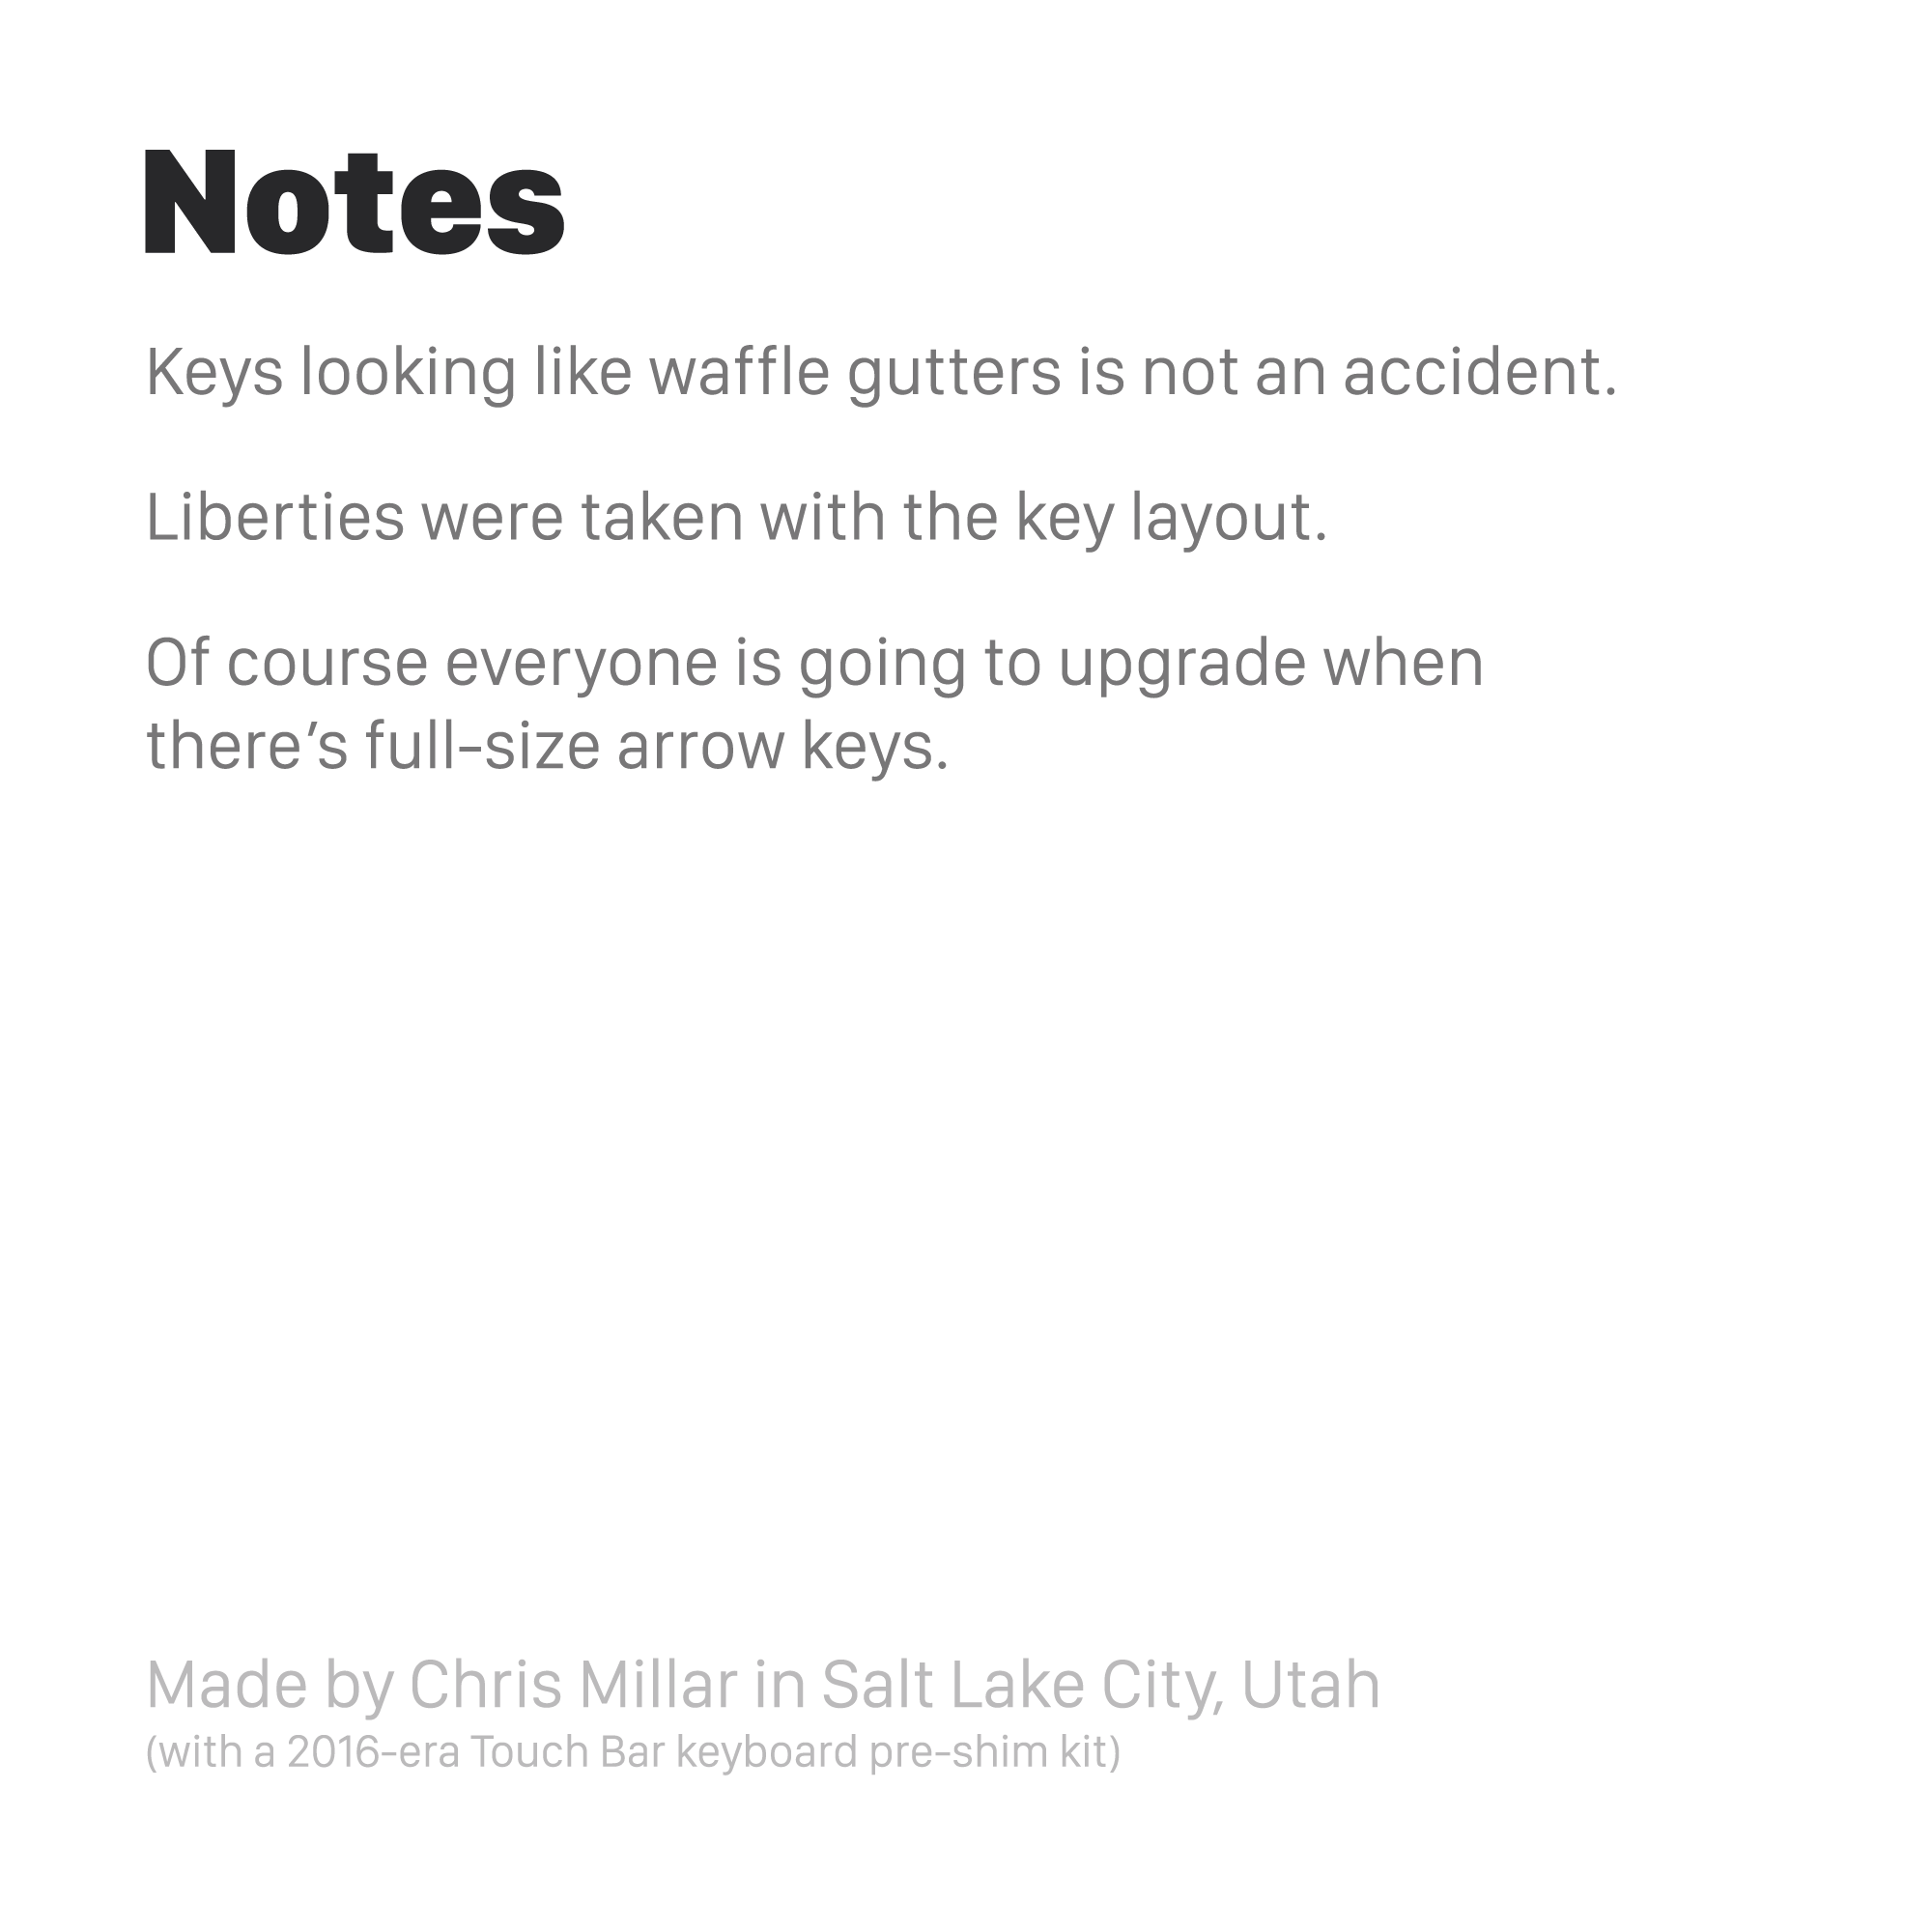 Notes
Keys looking like waffle gutters is not an accident.
Liberties were taken with the key layout.
Of course everyone is going to upgrade when
there’s full-size arrow keys.
Made by Chris Millar in Salt Lake City, Utah
(with a 2016-era Touch Bar keyboard pre-shim kit)